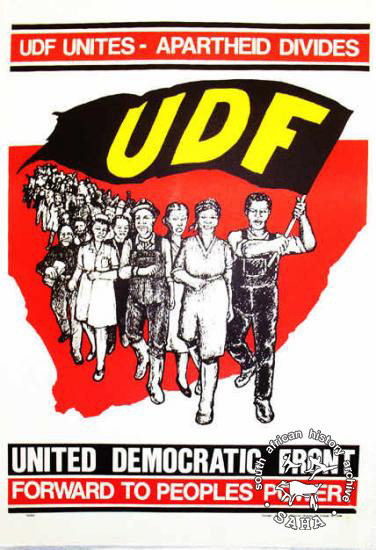 UDF UNITES - APARTHEID DIVIDES
UDF
UNITED DEMOCRATIC FRONT
FORWARD TO PEOPLES POWER!
south african history archive
SAHA